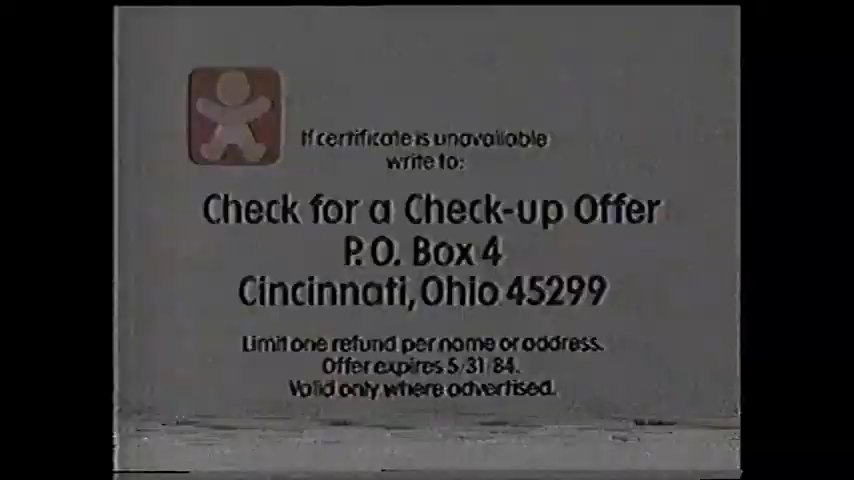 If certificate is unavailable
write to:
Check for a Check-up Offer
P.O. Box 4
Cincinnati, Ohio 45299
Limit one refund per name or address.
Offer expires 5/31/84.
Valid only where advertised.